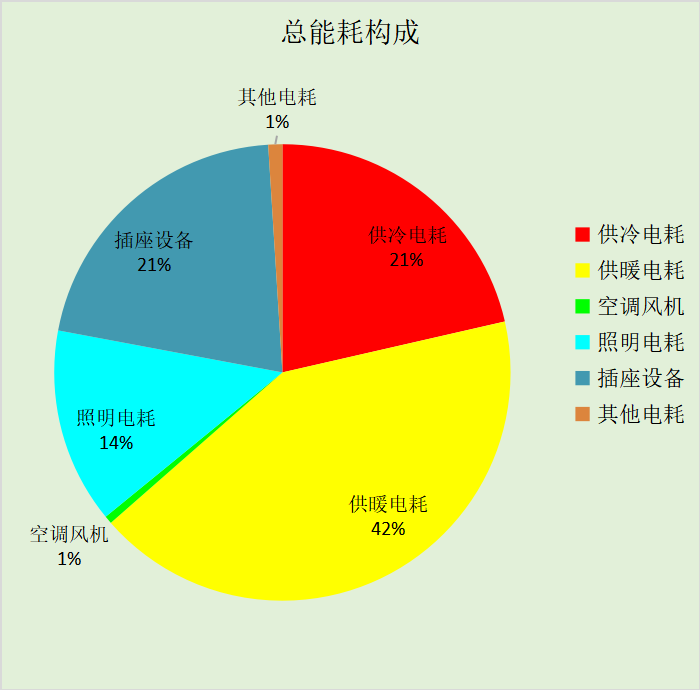 总能耗构成
其他电耗
1%
供冷电耗
21%
插座设备
21%
照明电耗
14%
供暖电耗
42%
空调风机
1%
供冷电耗
供暖电耗
空调风机
照明电耗
插座设备
其他电耗